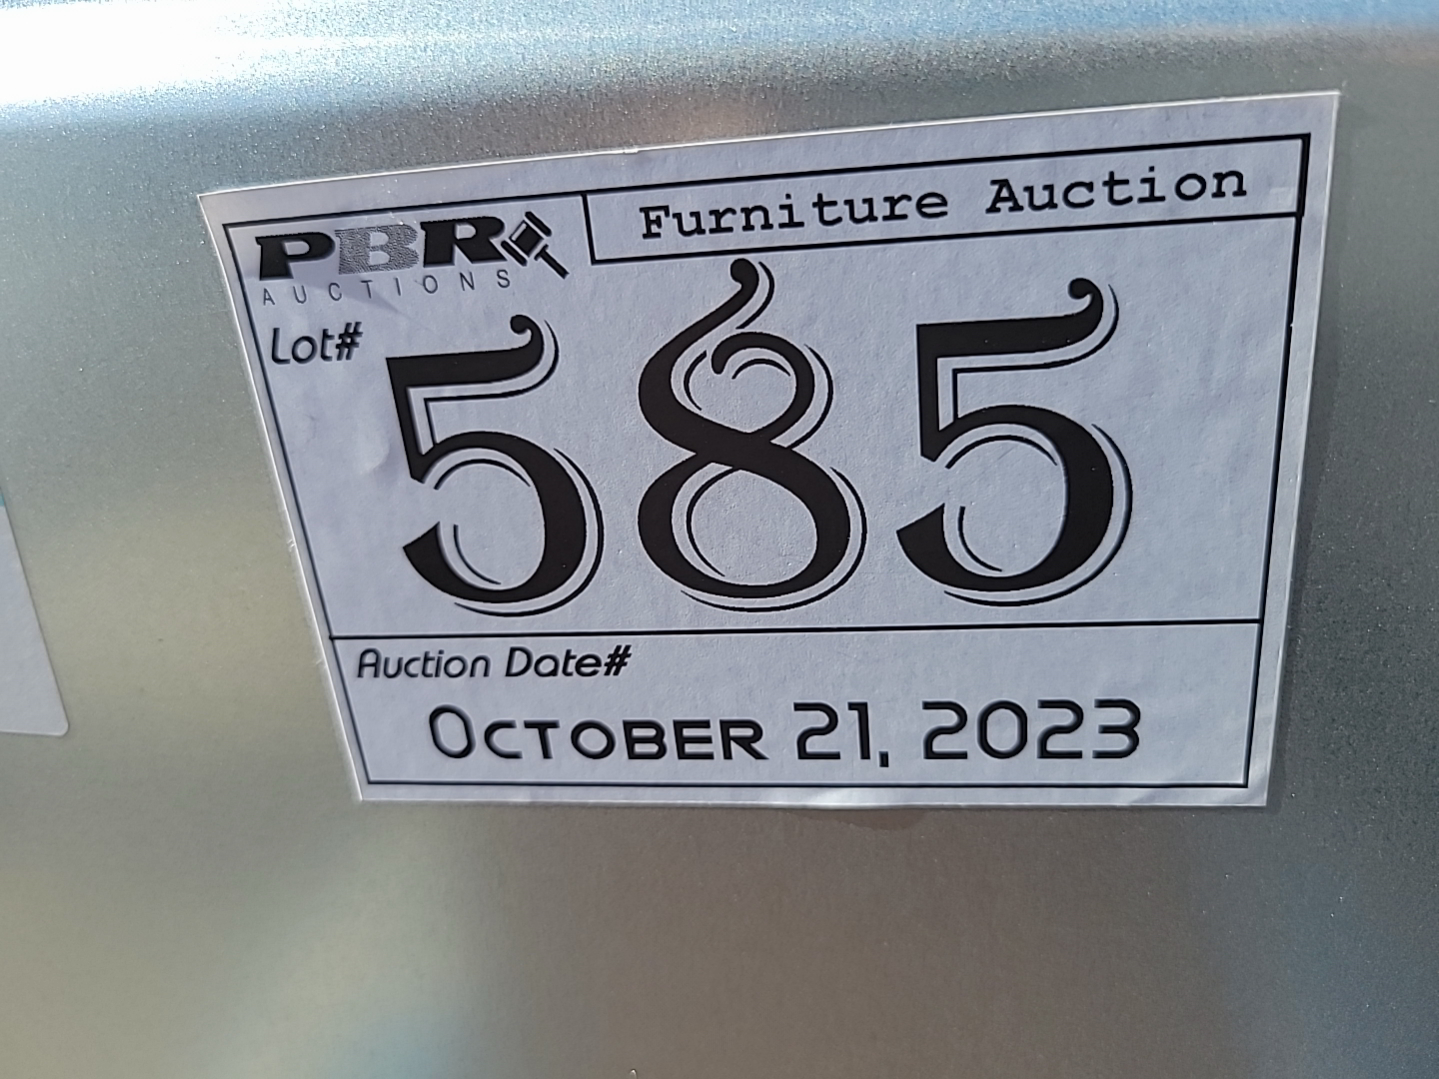 PBR
AUCTIONS
Furniture Auction
Lot#
585
Auction Date#
OCTOBER 21, 2023